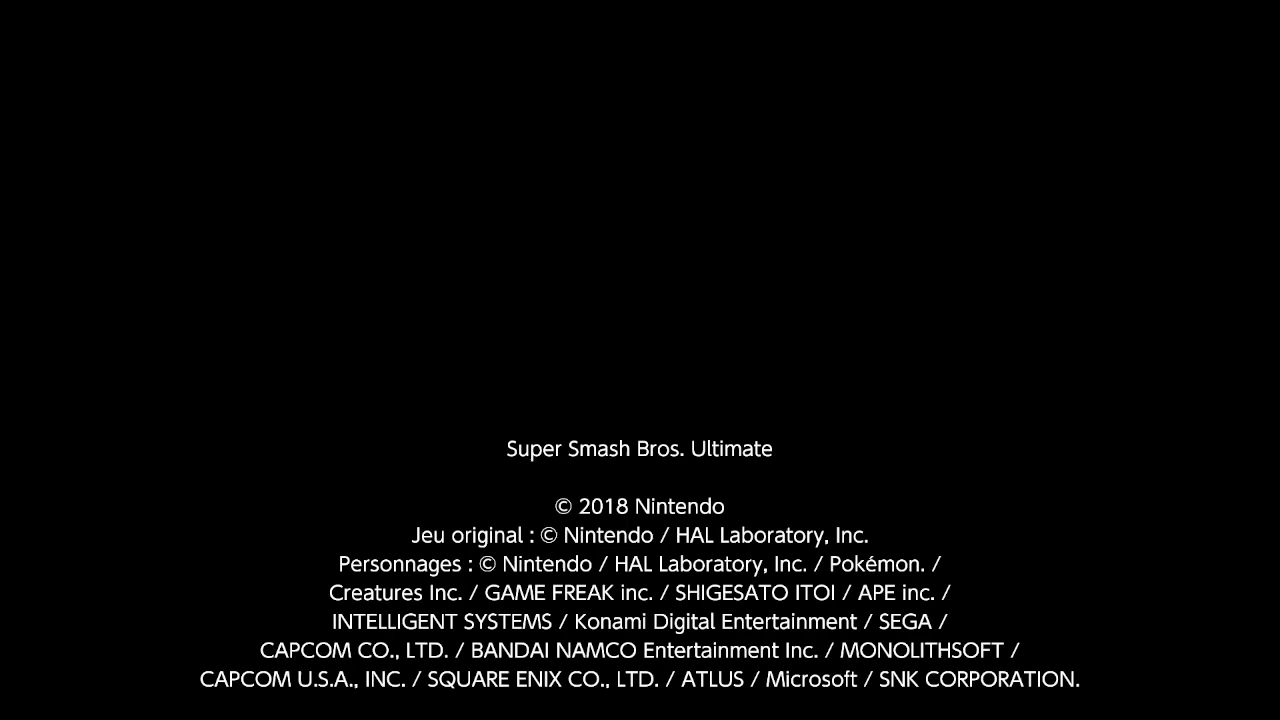 Super Smash Bros. Ultimate
© 2018 Nintendo
Jeu original : © Nintendo / HAL Laboratory, Inc.
Personnages : © Nintendo / HAL Laboratory, Inc. / Pokémon. /
Creatures Inc. / GAME FREAK inc. / SHIGESATO ITOI / APE inc. /
INTELLIGENT SYSTEMS / Konami Digital Entertainment / SEGA /
CAPCOM CO., LTD. / BANDAI NAMCO Entertainment Inc. / MONOLITHSOFT /
CAPCOM U.S.A., INC. / SQUARE ENIX CO., LTD. / ATLUS / Microsoft / SNK CORPORATION.